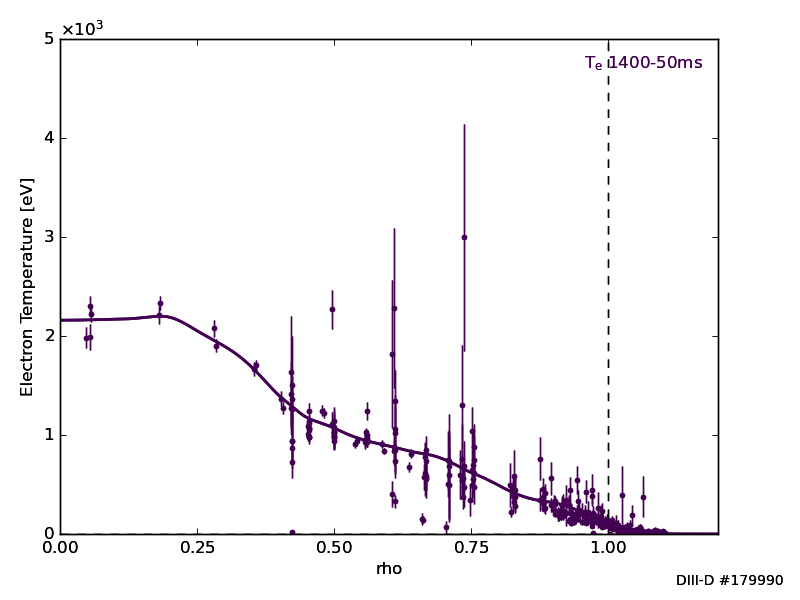 ×10³
5
Tₑ 1400-50ms
4
3
2
1
0
Electron Temperature [eV]
0.00 0.25 0.50 0.75 1.00
rho
DIII-D #179990